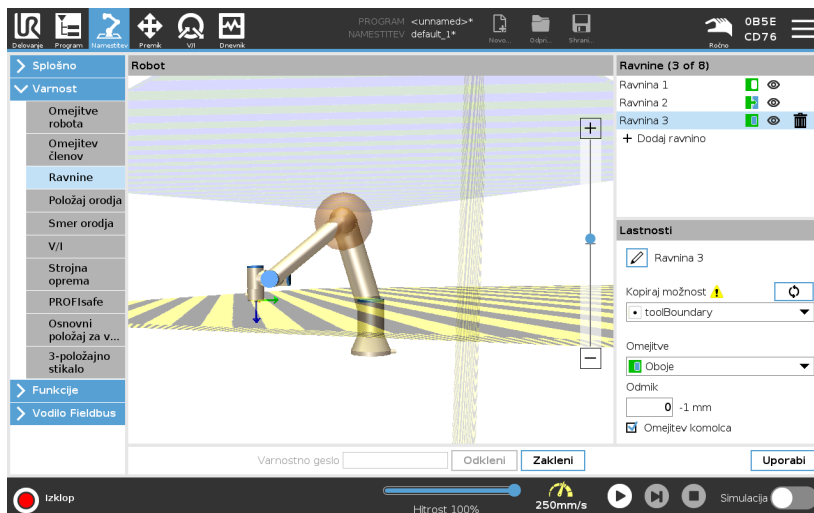 UR
PROGRAM <unnamed>*
NAMESTITEV default_1*
0B5E
CD76
Delovanje Program Namestitev Premik V/I Dnevnik Novo... Odpri... Shrani... Ročno
Splošno
Varnost
Omejitve
robota
Omejitev
členov
Ravnine
Položaj orodja
Smer orodja
V/I
Strojna
oprema
PROFIsafe
Osnovni
položaj za v...
3-položajno
stikalo
Funkcije
Vodilo Fieldbus
Robot
Ravnine (3 of 8)
Ravnina 1
Ravnina 2
Ravnina 3
+ Dodaj ravnino
Lastnosti
Ravnina 3
Kopiraj možnost
toolBoundary
Omejitve
Oboje
Odmik
0 -1 mm
Omejitev komolca
Varnostno geslo Odkleni Zakleni Uporabi
Izklop
Hitrost 100%
250mm/s
Simulacija